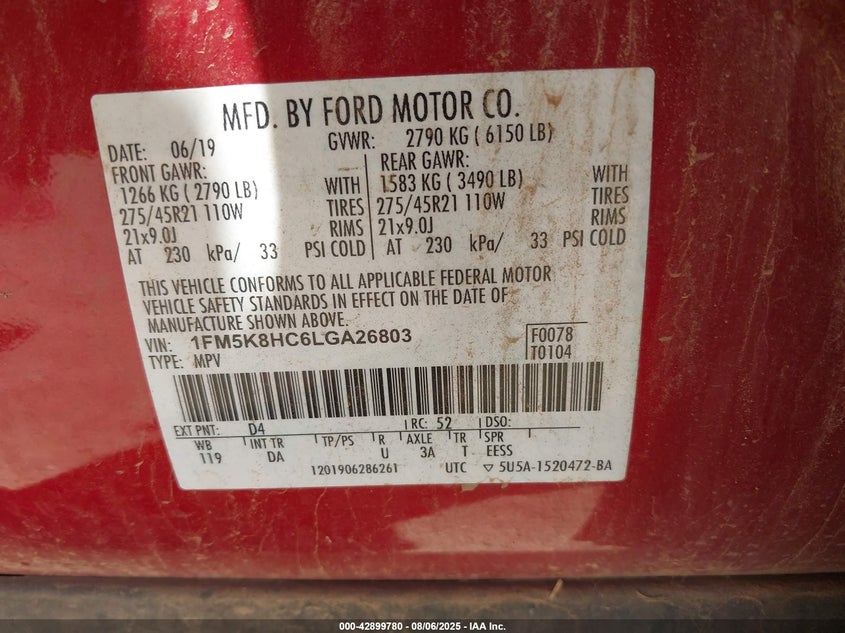 MFD. BY FORD MOTOR CO.
DATE: 06/19 GVWR: 2790 KG ( 6150 LB)
FRONT GAWR: REAR GAWR:
1266 KG ( 2790 LB) WITH 1583 KG ( 3490 LB) WITH
275/45R21 110W TIRES 275/45R21 110W TIRES
21x9.0J RIMS 21x9.0J RIMS
AT 230 kPa/ 33 PSI COLD AT 230 kPa/ 33 PSI COLD
THIS VEHICLE CONFORMS TO ALL APPLICABLE FEDERAL MOTOR
VEHICLE SAFETY STANDARDS IN EFFECT ON THE DATE OF
MANUFACTURE SHOWN ABOVE.
VIN: 1FM5K8HC6LGA26803 F0078
TYPE: MPV T0104
EXT PNT: D4 RC: 52 DSO:
WB INT TR TP/PS R AXLE TR SPR
119 DA U 3A T EESS
1201906286261 UTC ▽ 5U5A-1520472-BA
000-42899780 - 08/06/2025 - IAA Inc.